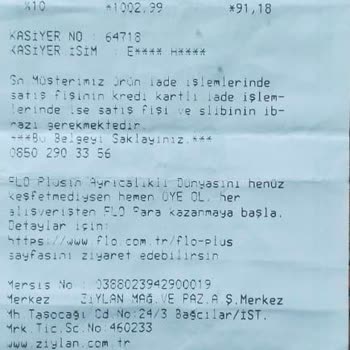 %10 *1002,99 *91,18
KASİYER NO : 64718
KASİYER İSİM : E**** H****
Sn Müşterimiz ürün iade işlemlerinde
satış fişinin kredi kartlı iade işlem-
lerinde ise satış fişi ve slibinin ib-
razı gerekmektedir.
***Bu Belgeyi Saklayınız.***
0850 290 33 56
FLO Plusın Ayrıcalıklı Dünyasını henüz
keşfetmediysen hemen ÜYE OL, her
alışverişten FLO Para kazanmaya başla.
Detaylar için:
https://www.flo.com.tr/flo-plus
sayfasını ziyaret edebilirsin
Mersis No : 0388023942900019
Merkez ZİYLAN MAĞ.VE PAZ.A.Ş.Merkez
Mh.Taşocağı Cd No:24/3 Bağcılar/İST.
Mrk.Tic.Sc.No:460233
www.ziylan.com.tr